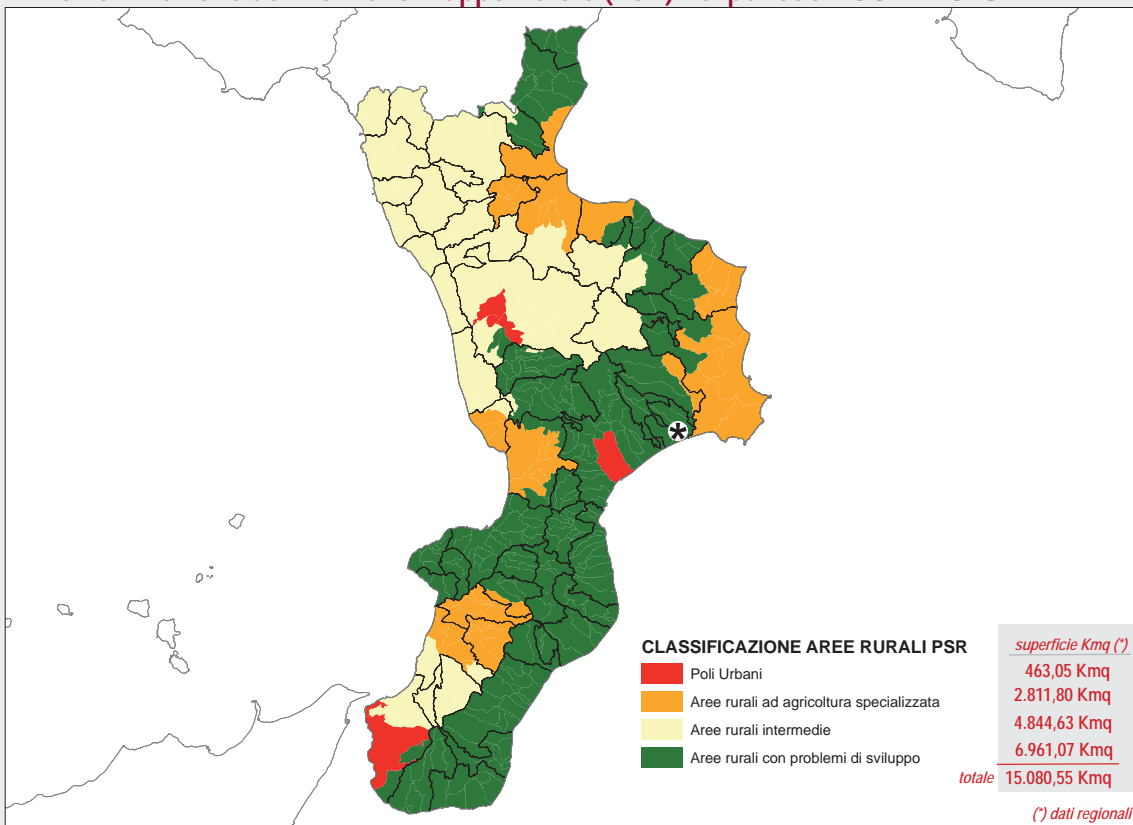 CLASSIFICAZIONE AREE RURALI PSR
superficie Kmq (*)
Poli Urbani
463,05 Kmq
Aree rurali ad agricoltura specializzata
2.811,80 Kmq
Aree rurali intermedie
4.844,63 Kmq
Aree rurali con problemi di sviluppo
6.961,07 Kmq
totale 15.080,55 Kmq
(*) dati regionali
*